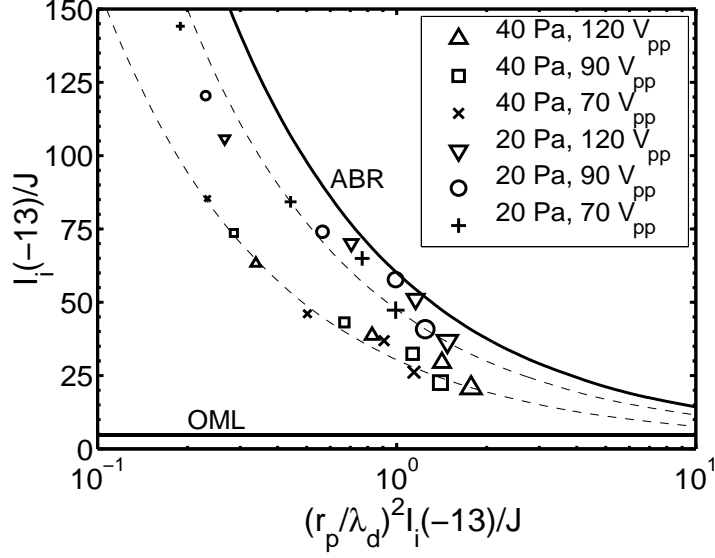 150
125
100
75
50
25
0
I_i(−13)/J
40 Pa, 120 V_pp
40 Pa, 90 V_pp
40 Pa, 70 V_pp
20 Pa, 120 V_pp
20 Pa, 90 V_pp
20 Pa, 70 V_pp
ABR
OML
10^−1
10^0
10^1
(r_p/λ_d)^2I_i(−13)/J